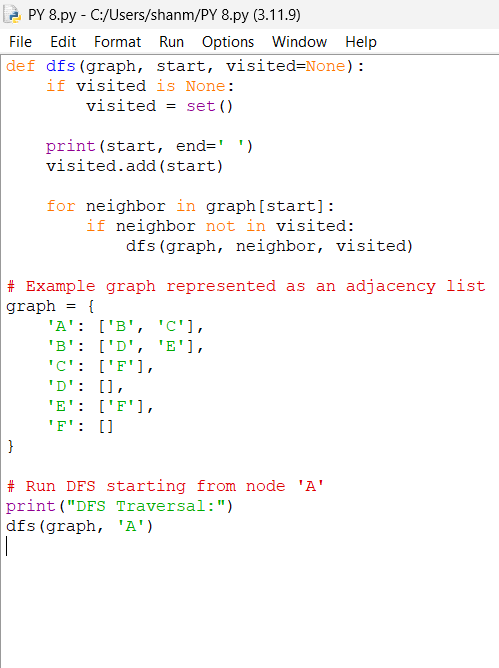 PY 8.py - C:/Users/shanm/PY 8.py (3.11.9)
File Edit Format Run Options Window Help
def dfs(graph, start, visited=None):
    if visited is None:
        visited = set()

    print(start, end=' ')
    visited.add(start)

    for neighbor in graph[start]:
        if neighbor not in visited:
            dfs(graph, neighbor, visited)

# Example graph represented as an adjacency list
graph = {
    'A': ['B', 'C'],
    'B': ['D', 'E'],
    'C': ['F'],
    'D': [],
    'E': ['F'],
    'F': []
}

# Run DFS starting from node 'A'
print("DFS Traversal:")
dfs(graph, 'A')